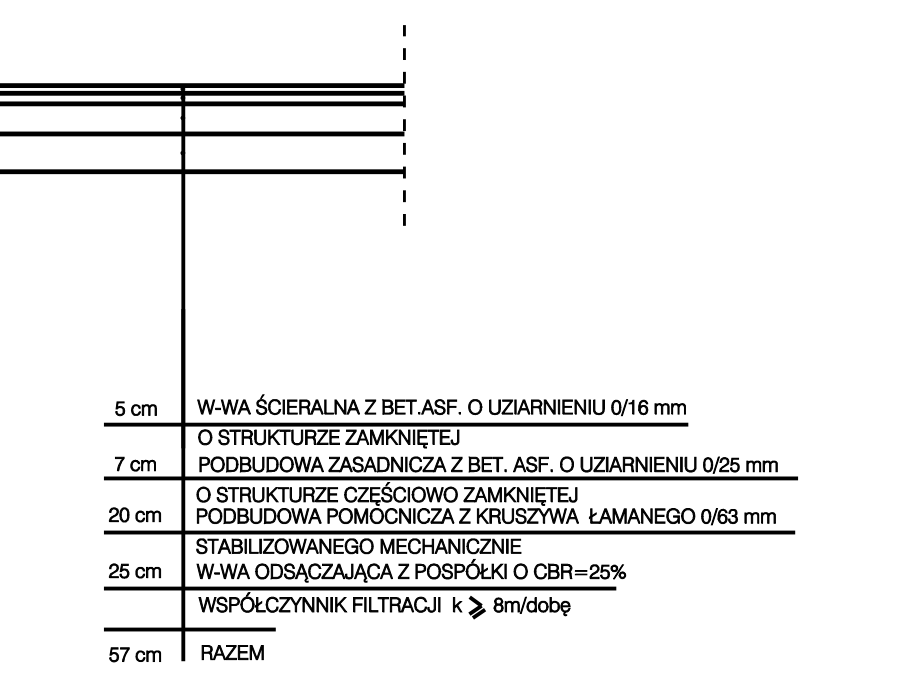 5 cm W-WA ŚCIERALNA Z BET.ASF. O UZIARNIENIU 0/16 mm
O STRUKTURZE ZAMKNIĘTEJ
7 cm PODBUDOWA ZASADNICZA Z BET. ASF. O UZIARNIENIU 0/25 mm
O STRUKTURZE CZĘŚCIOWO ZAMKNIĘTEJ
20 cm PODBUDOWA POMOCNICZA Z KRUSZYWA ŁAMANEGO 0/63 mm
STABILIZOWANEGO MECHANICZNIE
25 cm W-WA ODSĄCZAJĄCA Z POSPÓŁKI O CBR=25%
WSPÓŁCZYNNIK FILTRACJI k ⩾ 8m/dobę
57 cm RAZEM